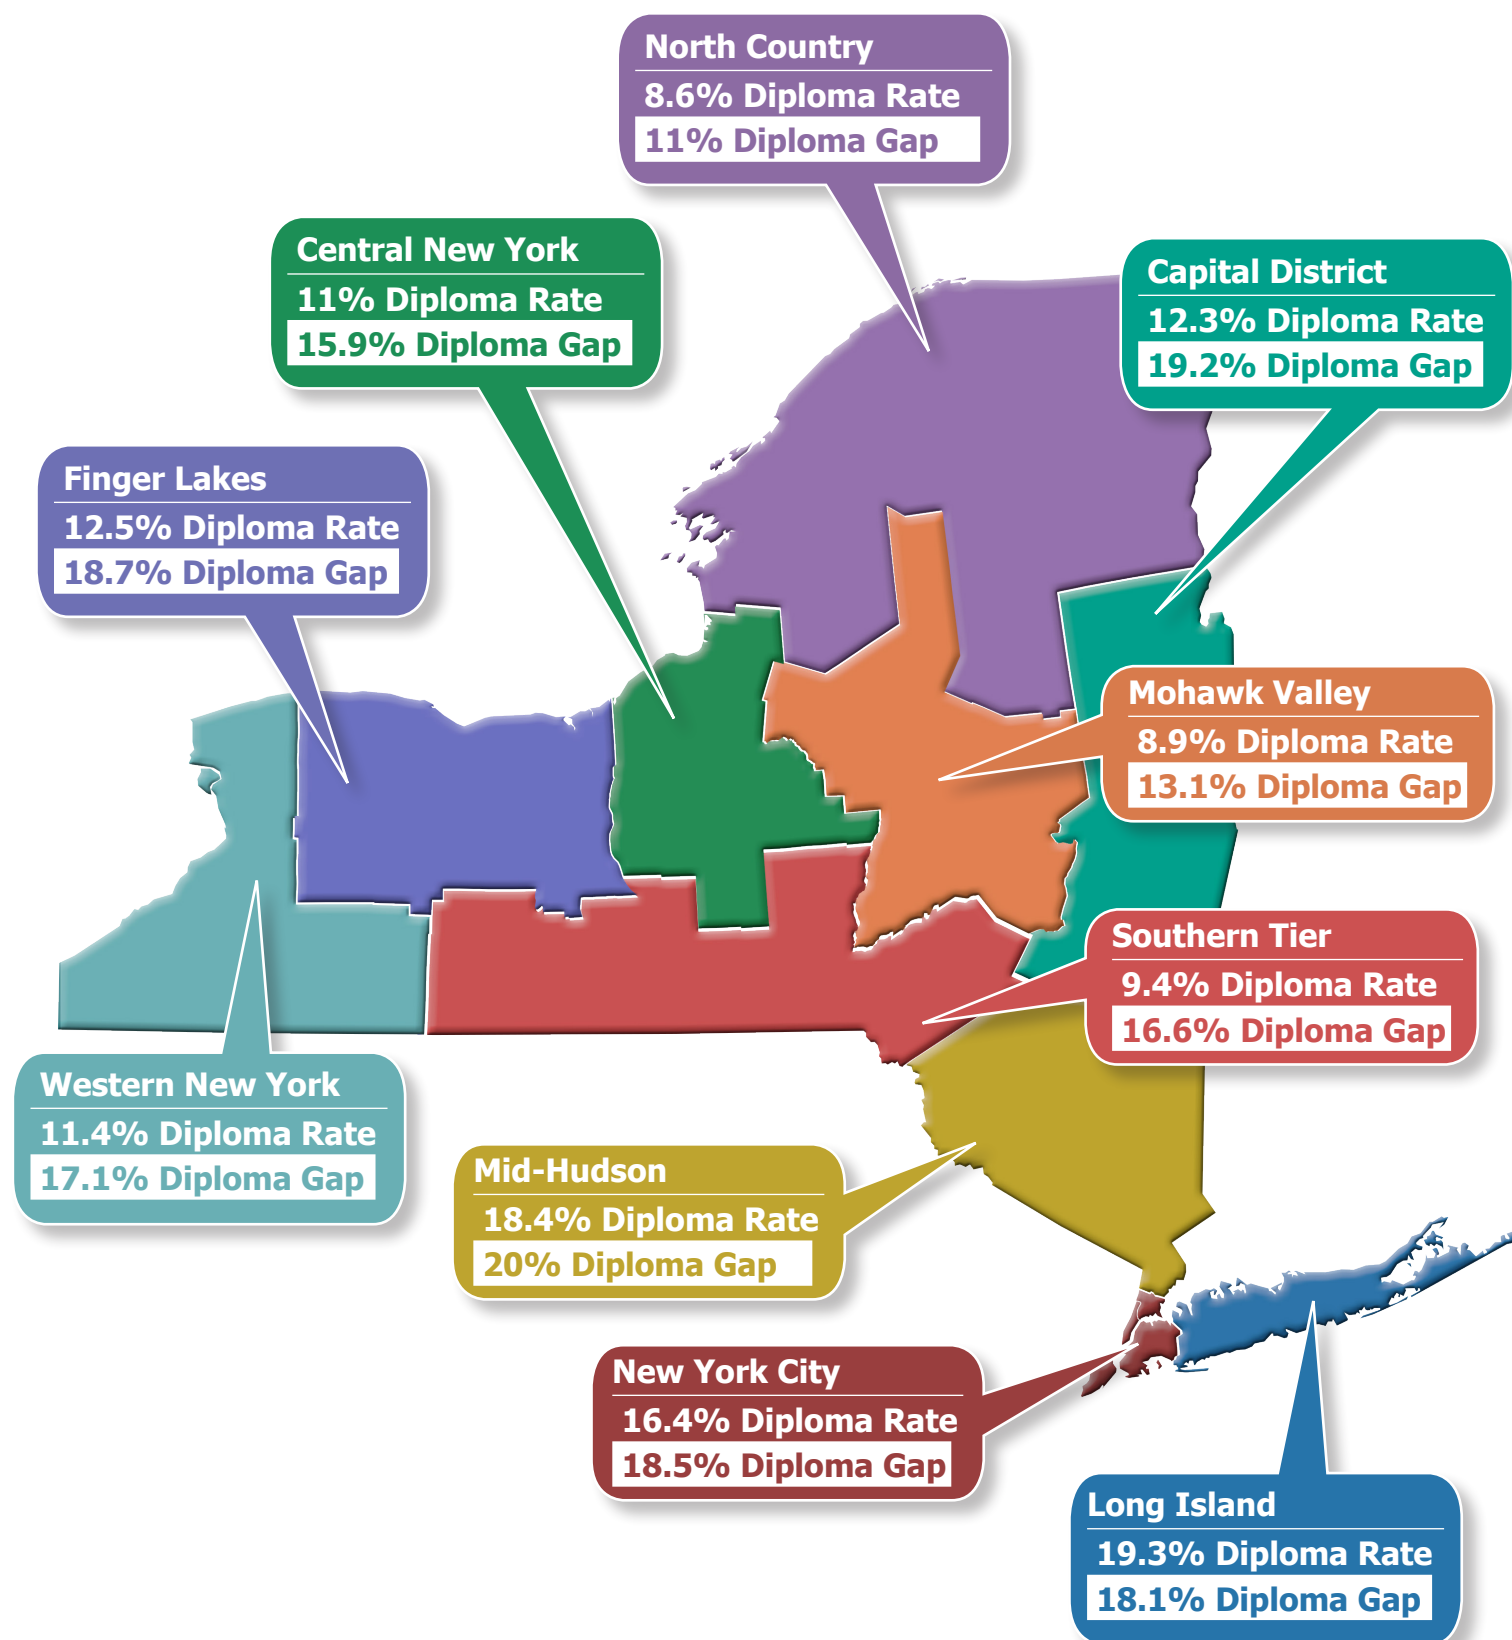 North Country
8.6% Diploma Rate
11% Diploma Gap
Central New York
11% Diploma Rate
15.9% Diploma Gap
Capital District
12.3% Diploma Rate
19.2% Diploma Gap
Finger Lakes
12.5% Diploma Rate
18.7% Diploma Gap
Mohawk Valley
8.9% Diploma Rate
13.1% Diploma Gap
Southern Tier
9.4% Diploma Rate
16.6% Diploma Gap
Western New York
11.4% Diploma Rate
17.1% Diploma Gap
Mid-Hudson
18.4% Diploma Rate
20% Diploma Gap
New York City
16.4% Diploma Rate
18.5% Diploma Gap
Long Island
19.3% Diploma Rate
18.1% Diploma Gap